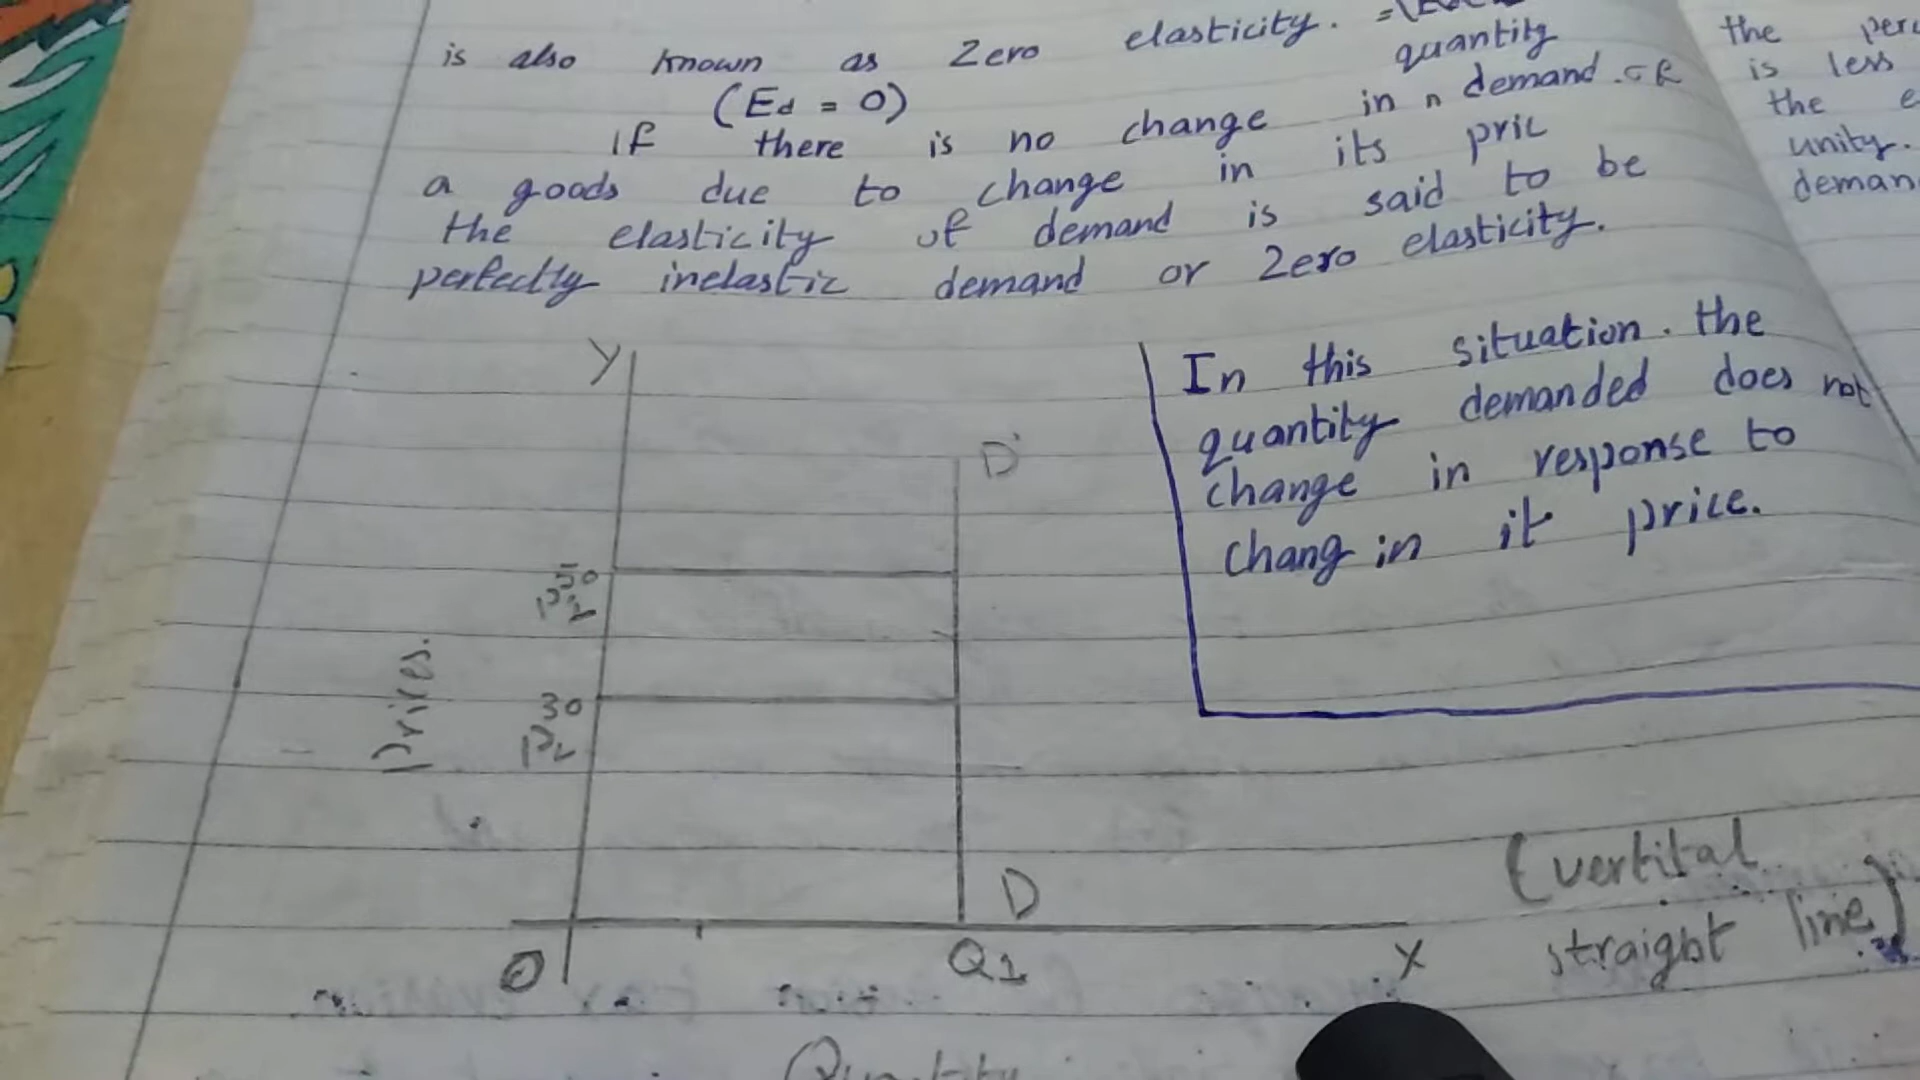 is also known as Zero elasticity.
(Ed = 0)
quantity
If there is no change in n demand. OR
a goods due to change in its pric
the elasticity of demand is said to be
perfectly inelastic demand or Zero elasticity.
the
is less
the
unity.
In this situation. the
quantity demanded does not
change in response to
chang in it price.
Y
D'
50
30
Prices.
D
O
Q1
X
(vertical
straight line)
Quantity